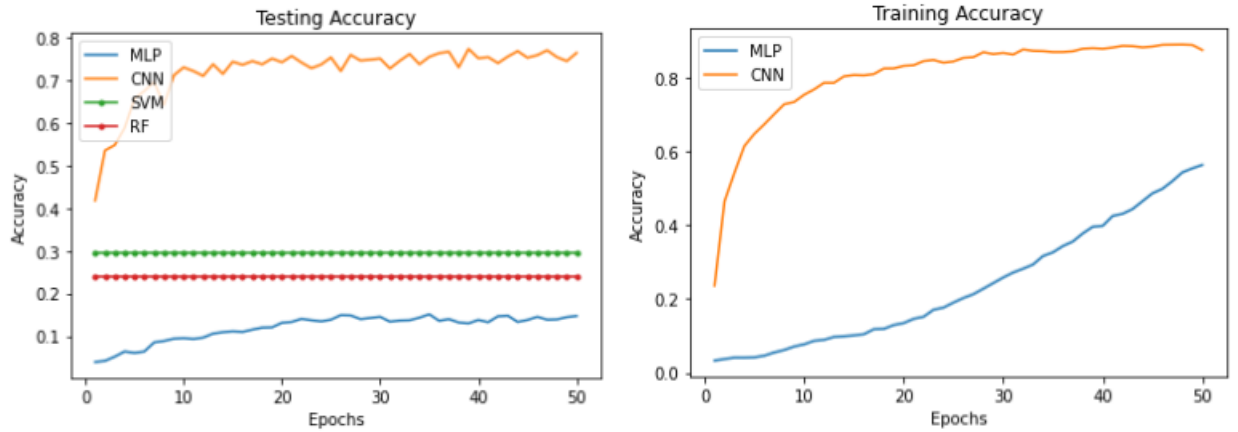 Testing Accuracy
0.8
0.7
0.6
0.5
0.4
0.3
0.2
0.1
Accuracy
MLP
CNN
SVM
RF
0 10 20 30 40 50
Epochs
Training Accuracy
0.8
0.6
0.4
0.2
0.0
Accuracy
MLP
CNN
0 10 20 30 40 50
Epochs